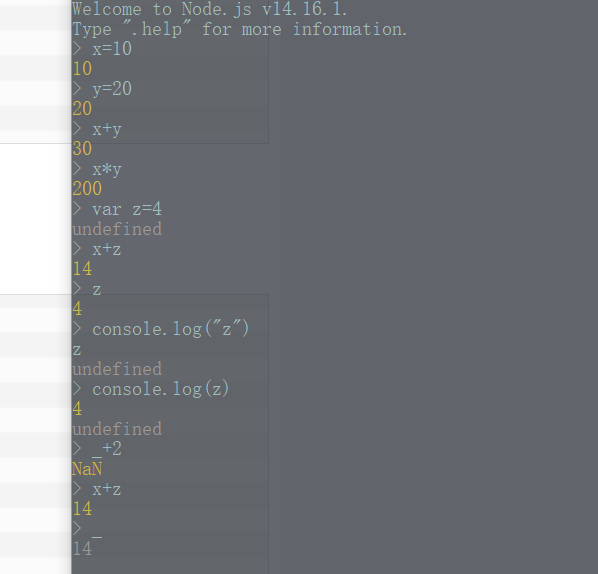 Welcome to Node.js v14.16.1.
Type ".help" for more information.
> x=10
10
> y=20
20
> x+y
30
> x*y
200
> var z=4
undefined
> x+z
14
> z
4
> console.log("z")
z
undefined
> console.log(z)
4
undefined
> _+2
NaN
> x+z
14
> _
14